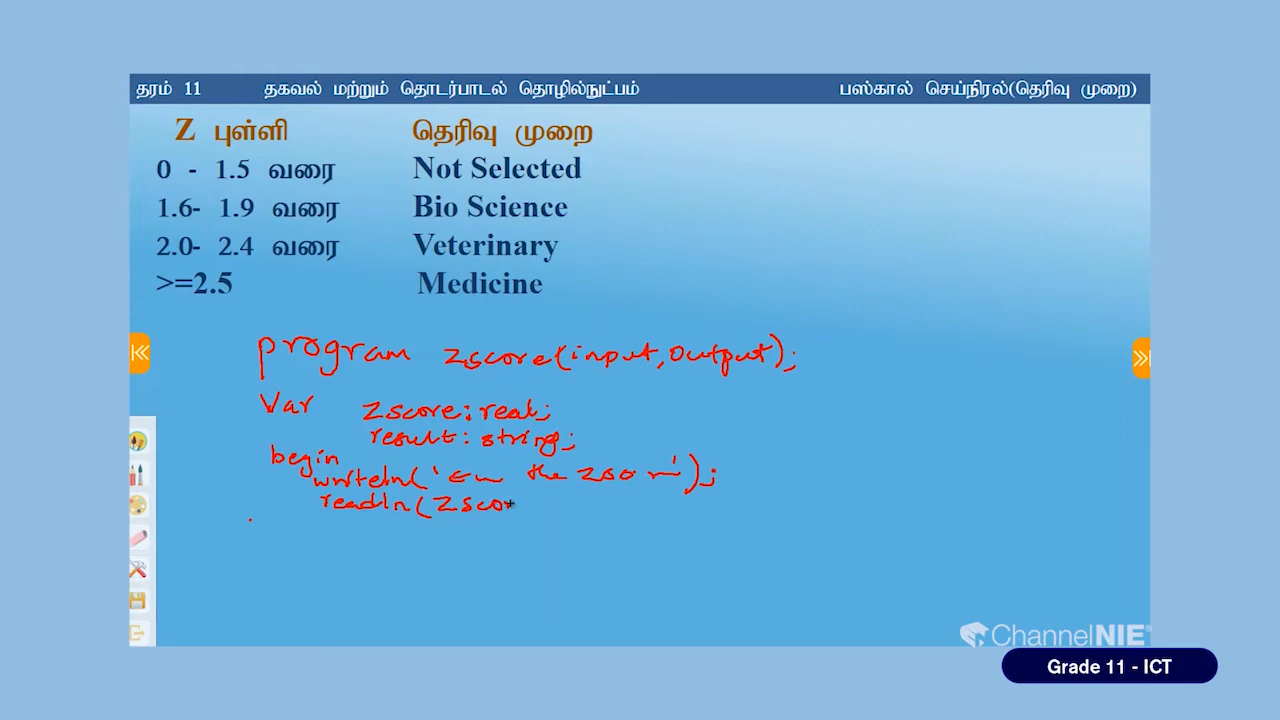 தரம் 11 தகவல் மற்றும் தொடர்பாடல் தொழில்நுட்பம் பஸ்கால் செய்நிரல்(தெரிவு முறை)
Z புள்ளி தெரிவு முறை
0 - 1.5 வரை Not Selected
1.6- 1.9 வரை Bio Science
2.0- 2.4 வரை Veterinary
>=2.5 Medicine
program zscore(input,output);
Var zscore:real;
result: string;
begin
writeln(' the ');
readln(zscor
ChannelNIE®
Grade 11 - ICT